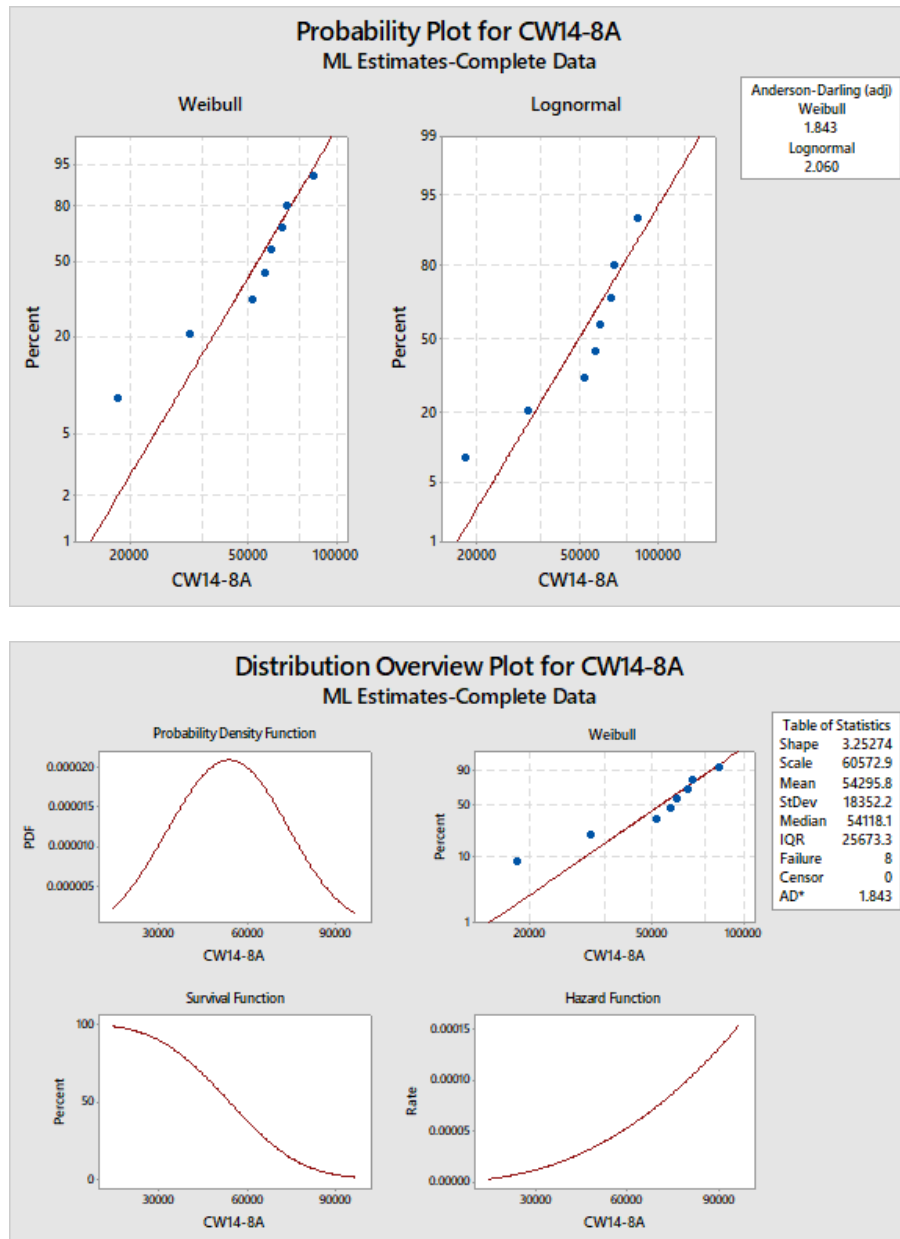 Probability Plot for CW14-8A
ML Estimates-Complete Data
Weibull
Lognormal
Anderson-Darling (adj)
Weibull
1.843
Lognormal
2.060
Percent
95
80
50
20
5
2
1
20000 50000 100000
CW14-8A
Percent
99
95
80
50
20
5
1
20000 50000 100000
CW14-8A
Distribution Overview Plot for CW14-8A
ML Estimates-Complete Data
Probability Density Function
PDF
0.000020
0.000015
0.000010
0.000005
30000 60000 90000
CW14-8A
Weibull
Percent
90
50
10
1
20000 50000 100000
CW14-8A
Table of Statistics
Shape 3.25274
Scale 60572.9
Mean 54295.8
StDev 18352.2
Median 54118.1
IQR 25673.3
Failure 8
Censor 0
AD* 1.843
Survival Function
Percent
100
50
0
30000 60000 90000
CW14-8A
Hazard Function
Rate
0.00015
0.00010
0.00005
0.00000
30000 60000 90000
CW14-8A